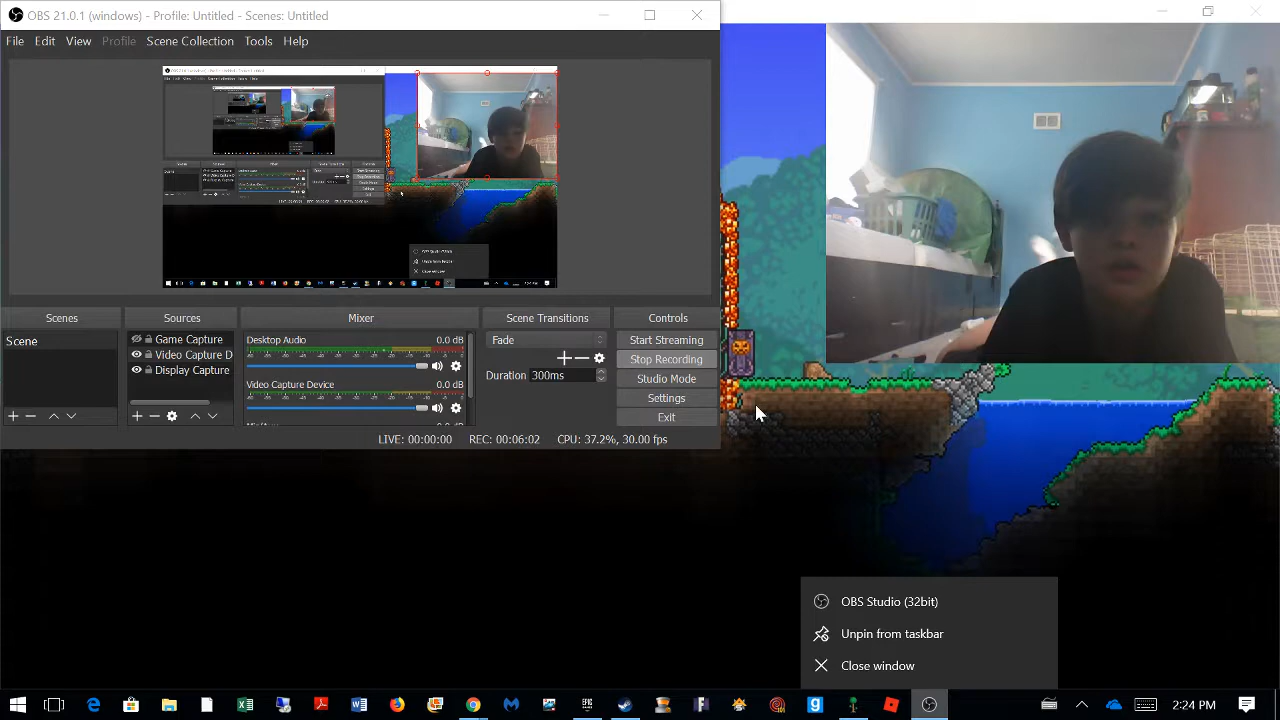 OBS 21.0.1 (windows) - Profile: Untitled - Scenes: Untitled
File Edit View Profile Scene Collection Tools Help
Scenes Sources Mixer Scene Transitions Controls
Scene
Game Capture
Video Capture D
Display Capture
Desktop Audio 0.0 dB
Video Capture Device 0.0 dB
Fade
Duration 300ms
Start Streaming
Stop Recording
Studio Mode
Settings
Exit
LIVE: 00:00:00 REC: 00:06:02 CPU: 37.2%, 30.00 fps
OBS Studio (32bit)
Unpin from taskbar
Close window
2:24 PM